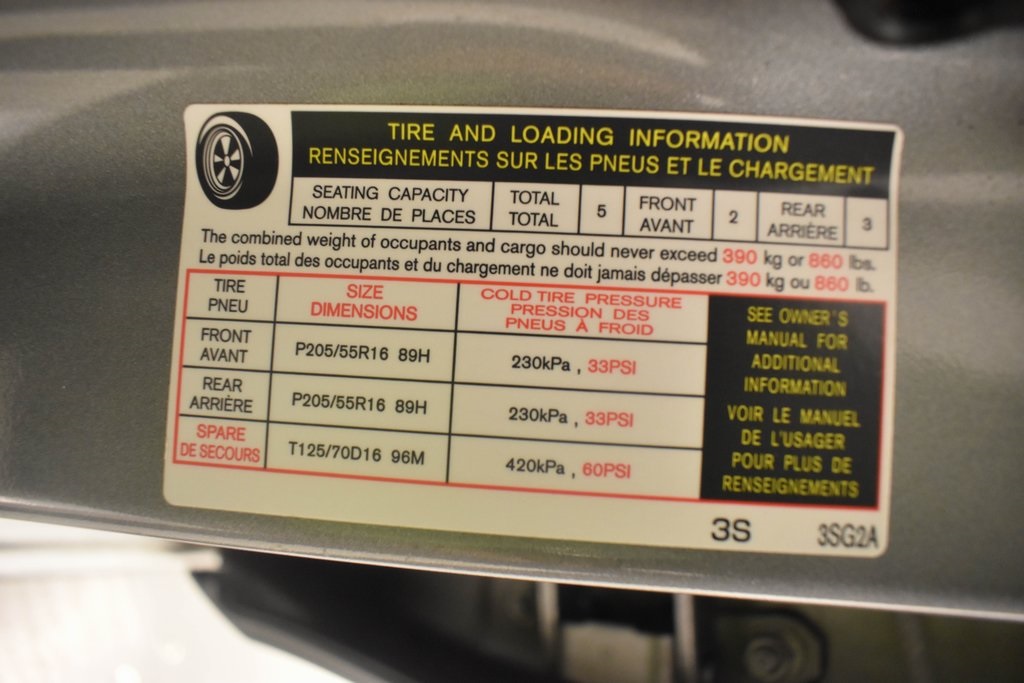 TIRE AND LOADING INFORMATION
RENSEIGNEMENTS SUR LES PNEUS ET LE CHARGEMENT
SEATING CAPACITY
NOMBRE DE PLACES
TOTAL
TOTAL
5
FRONT
AVANT
2
REAR
ARRIÈRE
3
The combined weight of occupants and cargo should never exceed 390 kg or 860 lbs.
Le poids total des occupants et du chargement ne doit jamais dépasser 390 kg ou 860 lb.
TIRE
PNEU
SIZE
DIMENSIONS
COLD TIRE PRESSURE
PRESSION DES
PNEUS À FROID
FRONT
AVANT
P205/55R16 89H
230kPa , 33PSI
REAR
ARRIÈRE
P205/55R16 89H
230kPa , 33PSI
SPARE
DE SECOURS
T125/70D16 96M
420kPa , 60PSI
SEE OWNER'S
MANUAL FOR
ADDITIONAL
INFORMATION
VOIR LE MANUEL
DE L'USAGER
POUR PLUS DE
RENSEIGNEMENTS
3S
3SG2A